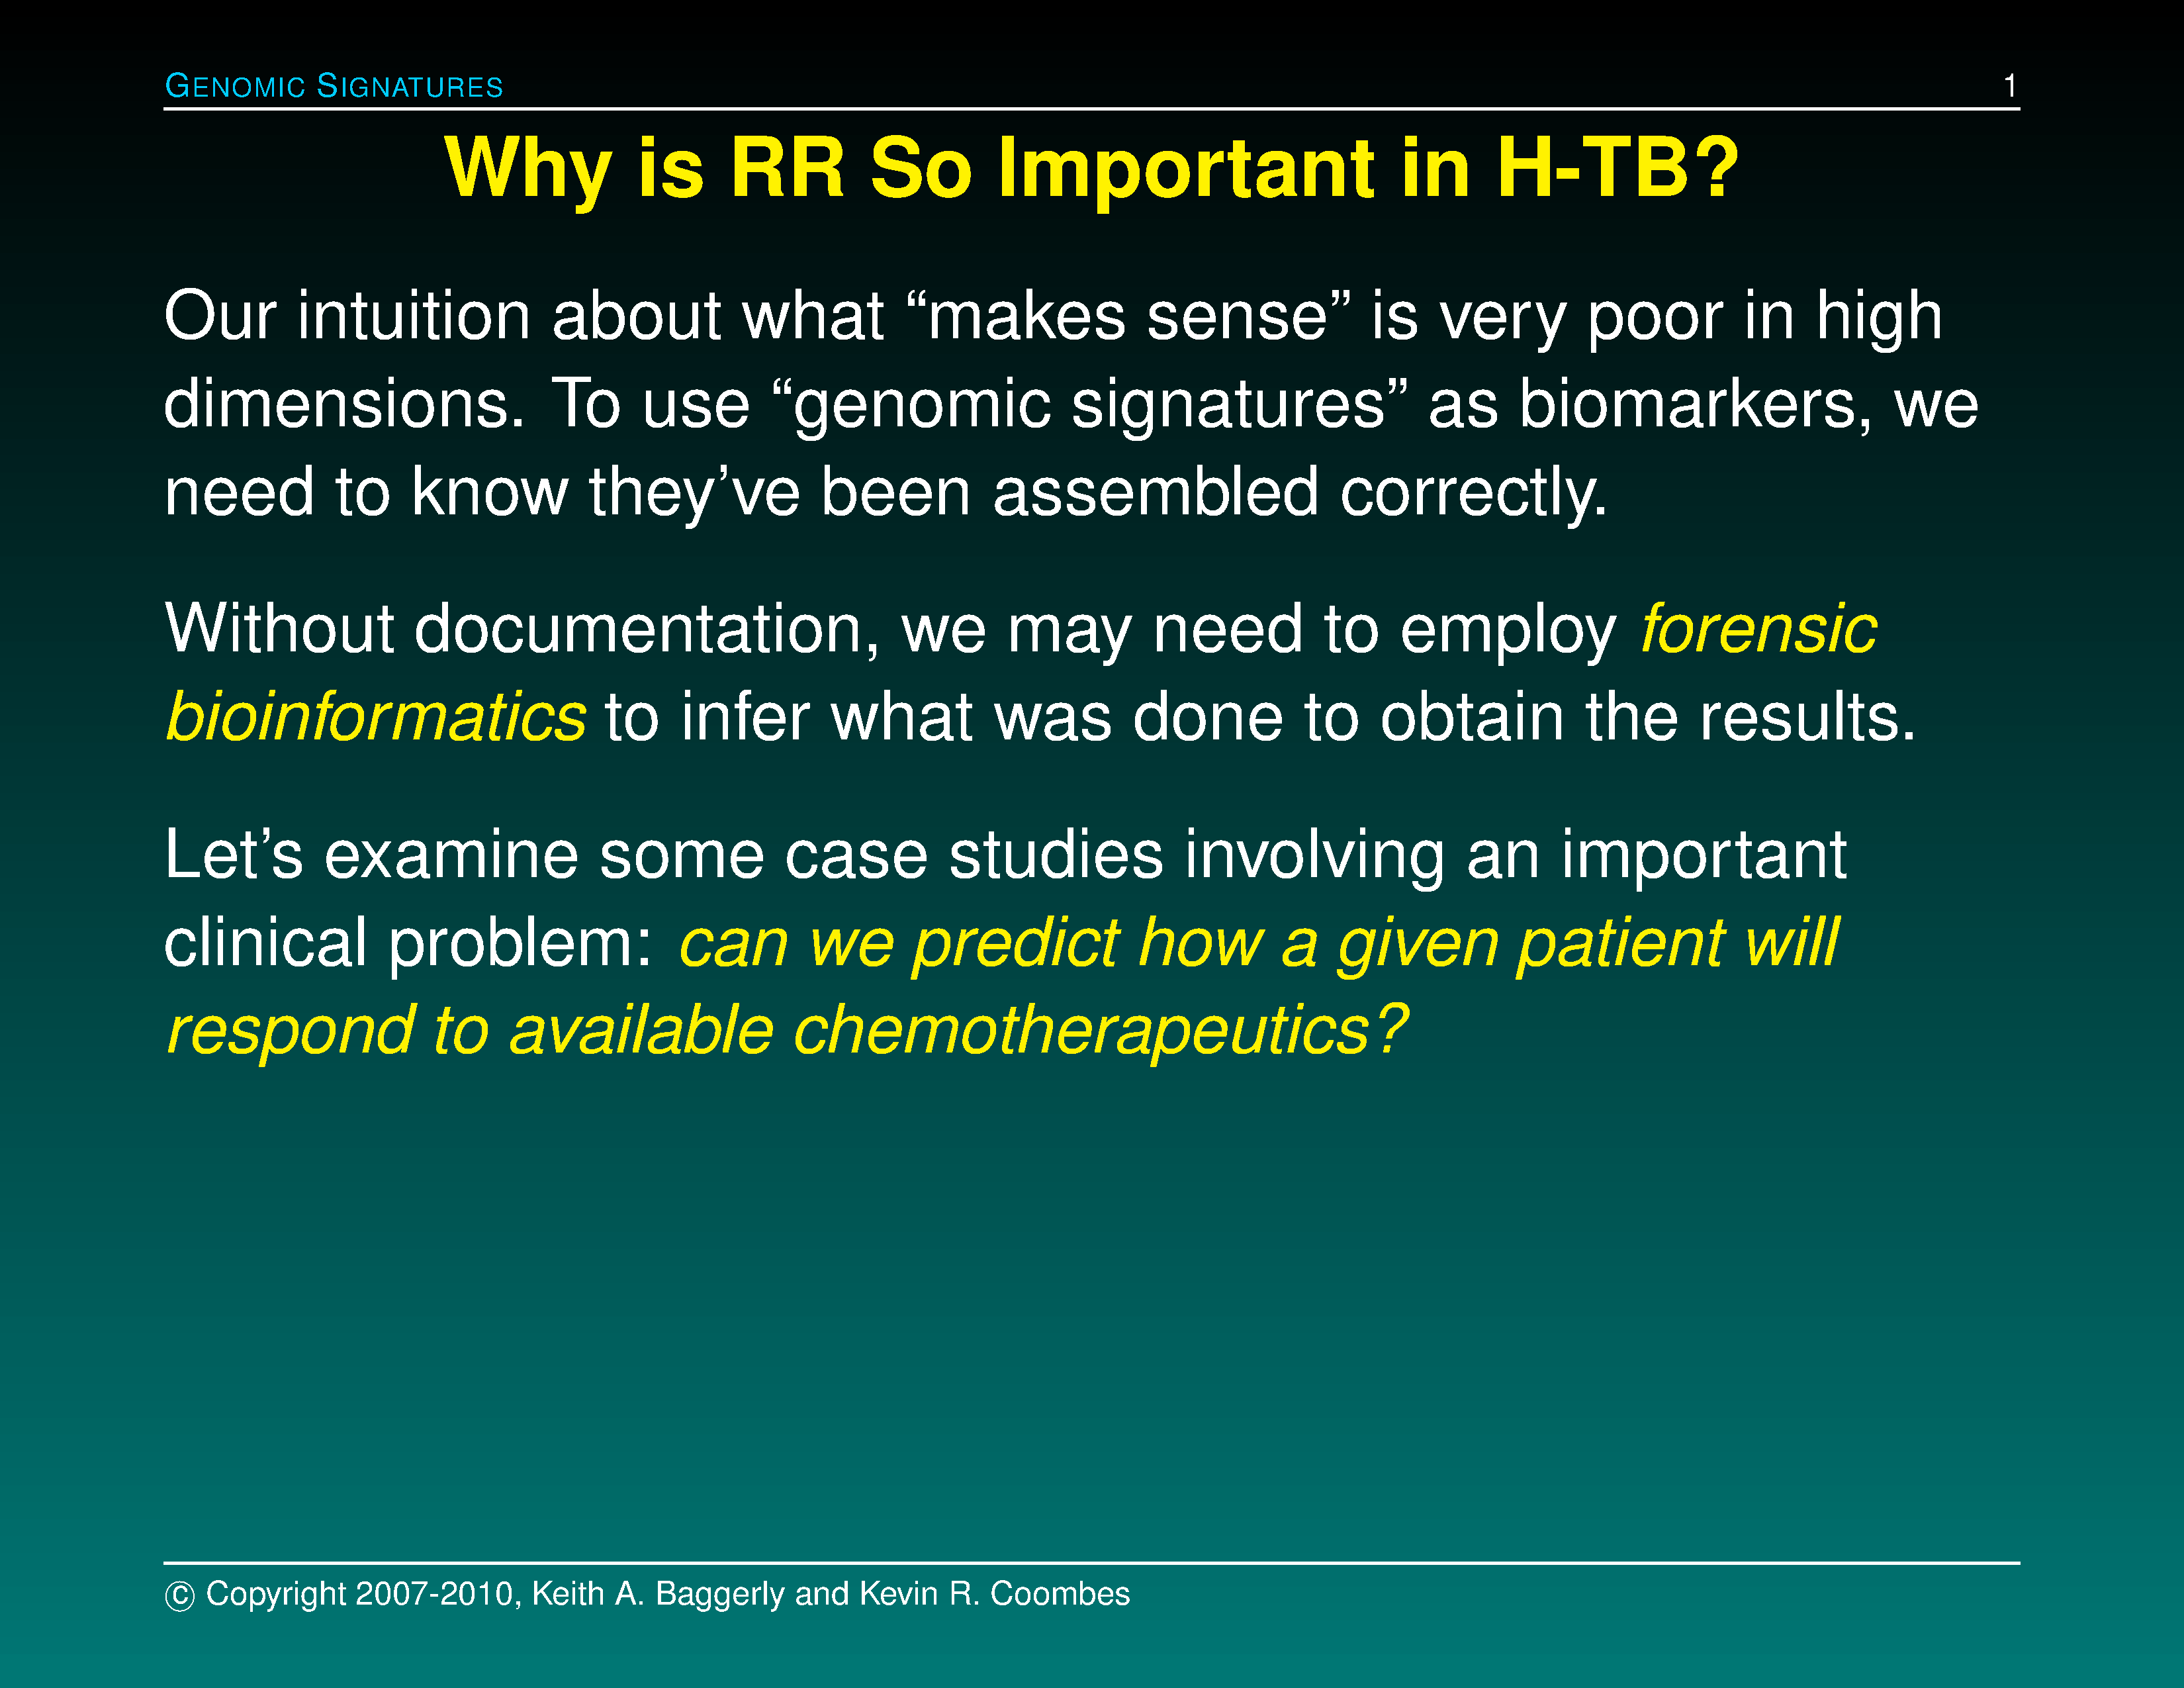 GENOMIC SIGNATURES 1
Why is RR So Important in H-TB?
Our intuition about what “makes sense” is very poor in high
dimensions. To use “genomic signatures” as biomarkers, we
need to know they’ve been assembled correctly.
Without documentation, we may need to employ forensic
bioinformatics to infer what was done to obtain the results.
Let’s examine some case studies involving an important
clinical problem: can we predict how a given patient will
respond to available chemotherapeutics?
© Copyright 2007-2010, Keith A. Baggerly and Kevin R. Coombes